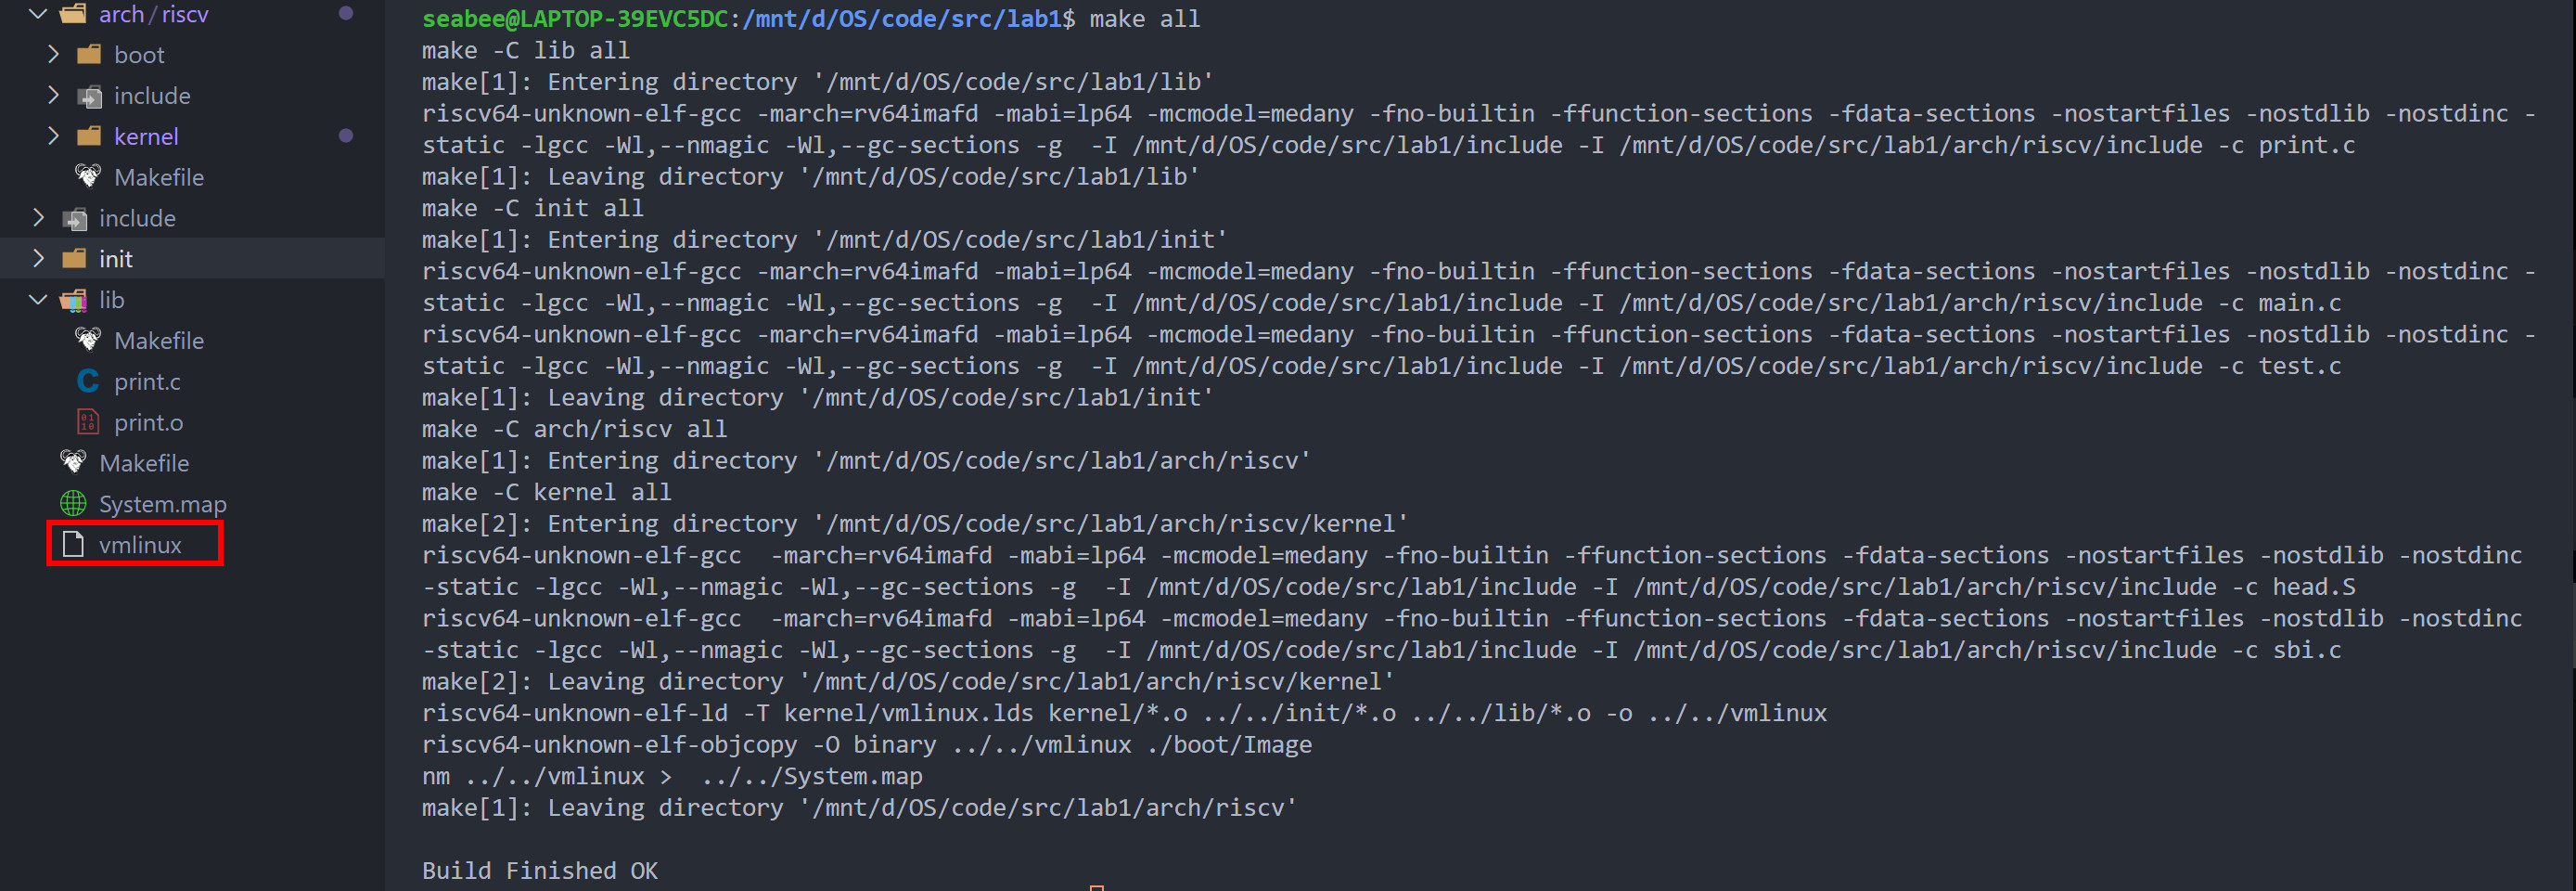 arch/riscv
boot
include
kernel
Makefile
include
init
lib
Makefile
print.c
print.o
Makefile
System.map
vmlinux
seabee@LAPTOP-39EVC5DC:/mnt/d/OS/code/src/lab1$ make all
make -C lib all
make[1]: Entering directory '/mnt/d/OS/code/src/lab1/lib'
riscv64-unknown-elf-gcc -march=rv64imafd -mabi=lp64 -mcmodel=medany -fno-builtin -ffunction-sections -fdata-sections -nostartfiles -nostdlib -nostdinc -
static -lgcc -Wl,--nmagic -Wl,--gc-sections -g  -I /mnt/d/OS/code/src/lab1/include -I /mnt/d/OS/code/src/lab1/arch/riscv/include -c print.c
make[1]: Leaving directory '/mnt/d/OS/code/src/lab1/lib'
make -C init all
make[1]: Entering directory '/mnt/d/OS/code/src/lab1/init'
riscv64-unknown-elf-gcc -march=rv64imafd -mabi=lp64 -mcmodel=medany -fno-builtin -ffunction-sections -fdata-sections -nostartfiles -nostdlib -nostdinc -
static -lgcc -Wl,--nmagic -Wl,--gc-sections -g  -I /mnt/d/OS/code/src/lab1/include -I /mnt/d/OS/code/src/lab1/arch/riscv/include -c main.c
riscv64-unknown-elf-gcc -march=rv64imafd -mabi=lp64 -mcmodel=medany -fno-builtin -ffunction-sections -fdata-sections -nostartfiles -nostdlib -nostdinc -
static -lgcc -Wl,--nmagic -Wl,--gc-sections -g  -I /mnt/d/OS/code/src/lab1/include -I /mnt/d/OS/code/src/lab1/arch/riscv/include -c test.c
make[1]: Leaving directory '/mnt/d/OS/code/src/lab1/init'
make -C arch/riscv all
make[1]: Entering directory '/mnt/d/OS/code/src/lab1/arch/riscv'
make -C kernel all
make[2]: Entering directory '/mnt/d/OS/code/src/lab1/arch/riscv/kernel'
riscv64-unknown-elf-gcc  -march=rv64imafd -mabi=lp64 -mcmodel=medany -fno-builtin -ffunction-sections -fdata-sections -nostartfiles -nostdlib -nostdinc
-static -lgcc -Wl,--nmagic -Wl,--gc-sections -g  -I /mnt/d/OS/code/src/lab1/include -I /mnt/d/OS/code/src/lab1/arch/riscv/include -c head.S
riscv64-unknown-elf-gcc  -march=rv64imafd -mabi=lp64 -mcmodel=medany -fno-builtin -ffunction-sections -fdata-sections -nostartfiles -nostdlib -nostdinc
-static -lgcc -Wl,--nmagic -Wl,--gc-sections -g  -I /mnt/d/OS/code/src/lab1/include -I /mnt/d/OS/code/src/lab1/arch/riscv/include -c sbi.c
make[2]: Leaving directory '/mnt/d/OS/code/src/lab1/arch/riscv/kernel'
riscv64-unknown-elf-ld -T kernel/vmlinux.lds kernel/*.o ../../init/*.o ../../lib/*.o -o ../../vmlinux
riscv64-unknown-elf-objcopy -O binary ../../vmlinux ./boot/Image
nm ../../vmlinux >  ../../System.map
make[1]: Leaving directory '/mnt/d/OS/code/src/lab1/arch/riscv'
Build Finished OK